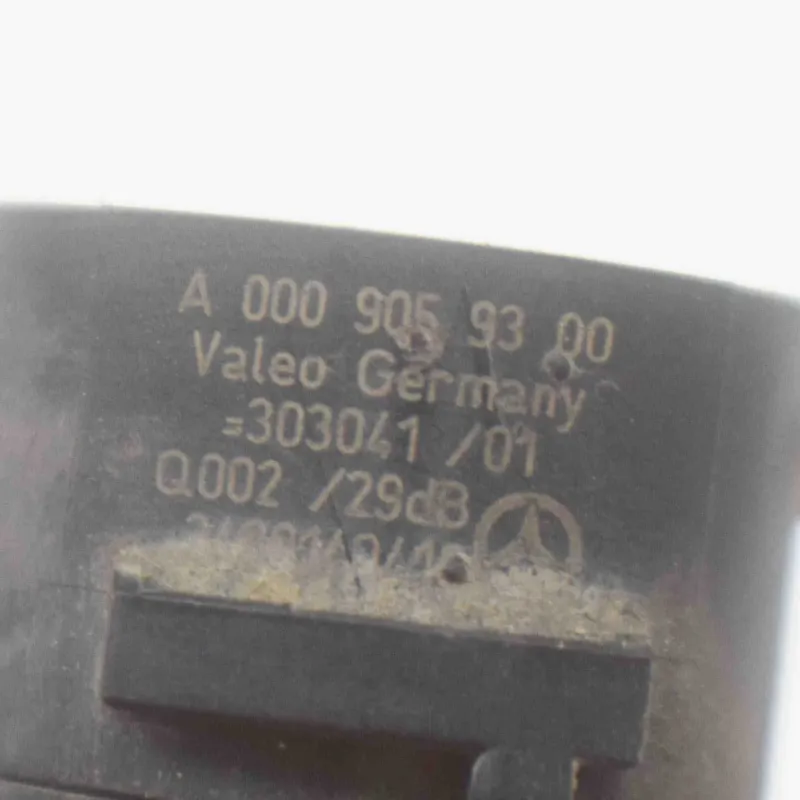 A 000 905 93 00
Valeo Germany
=303041 /01
Q002 /29dB